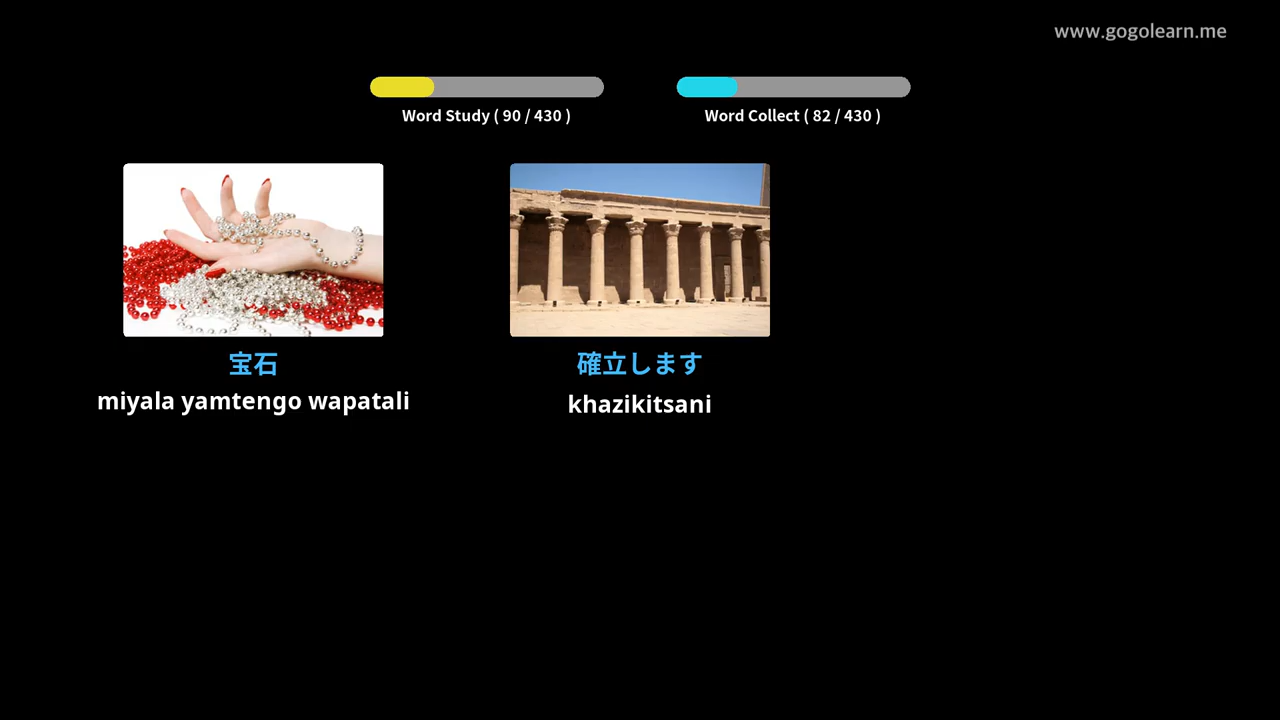 www.gogolearn.me
Word Study ( 90 / 430 )
Word Collect ( 82 / 430 )
宝石
miyala yamtengo wapatali
確立します
khazikitsani